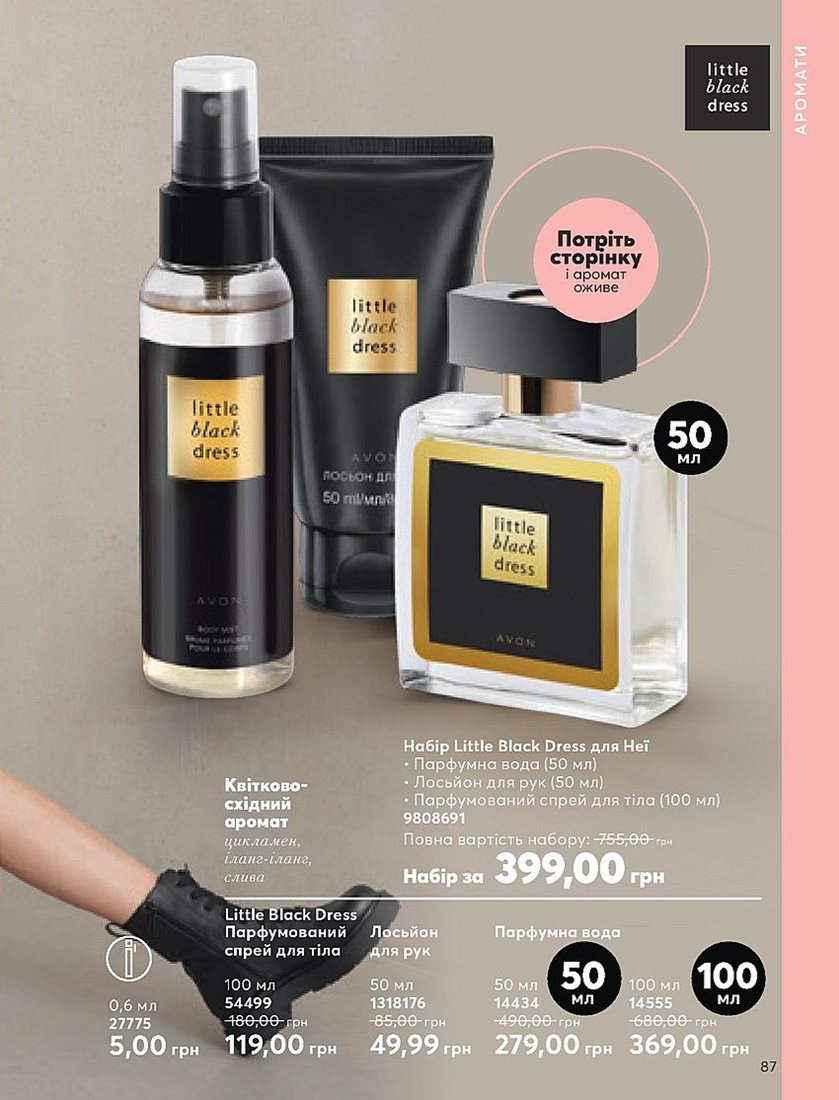 little
black
dress
АРОМАТИ
Потріть
сторінку
і аромат
оживе
little
black
dress
AVON
ЛОСЬОН ДЛ
50 ml/мл/
little
black
dress
AVON
BODY MIST
BRUME PARFUMÉE
POUR LE CORPS
50
МЛ
little
black
dress
AVON
Набір Little Black Dress для Неї
• Парфумна вода (50 мл)
• Лосьйон для рук (50 мл)
• Парфумований спрей для тіла (100 мл)
9808691
Повна вартість набору: 755,00 грн
Набір за 399,00 грн
Квітково-
східний
аромат
цикламен,
іланг-іланг,
слива
0,6 мл
27775
5,00 грн
Little Black Dress
Парфумований
спрей для тіла
100 мл
54499
180,00 грн
119,00 грн
Лосьйон
для рук
50 мл
1318176
85,00 грн
49,99 грн
Парфумна вода
50 мл
14434
490,00 грн
279,00 грн
50
МЛ
100 мл
14555
680,00 грн
369,00 грн
100
МЛ
87